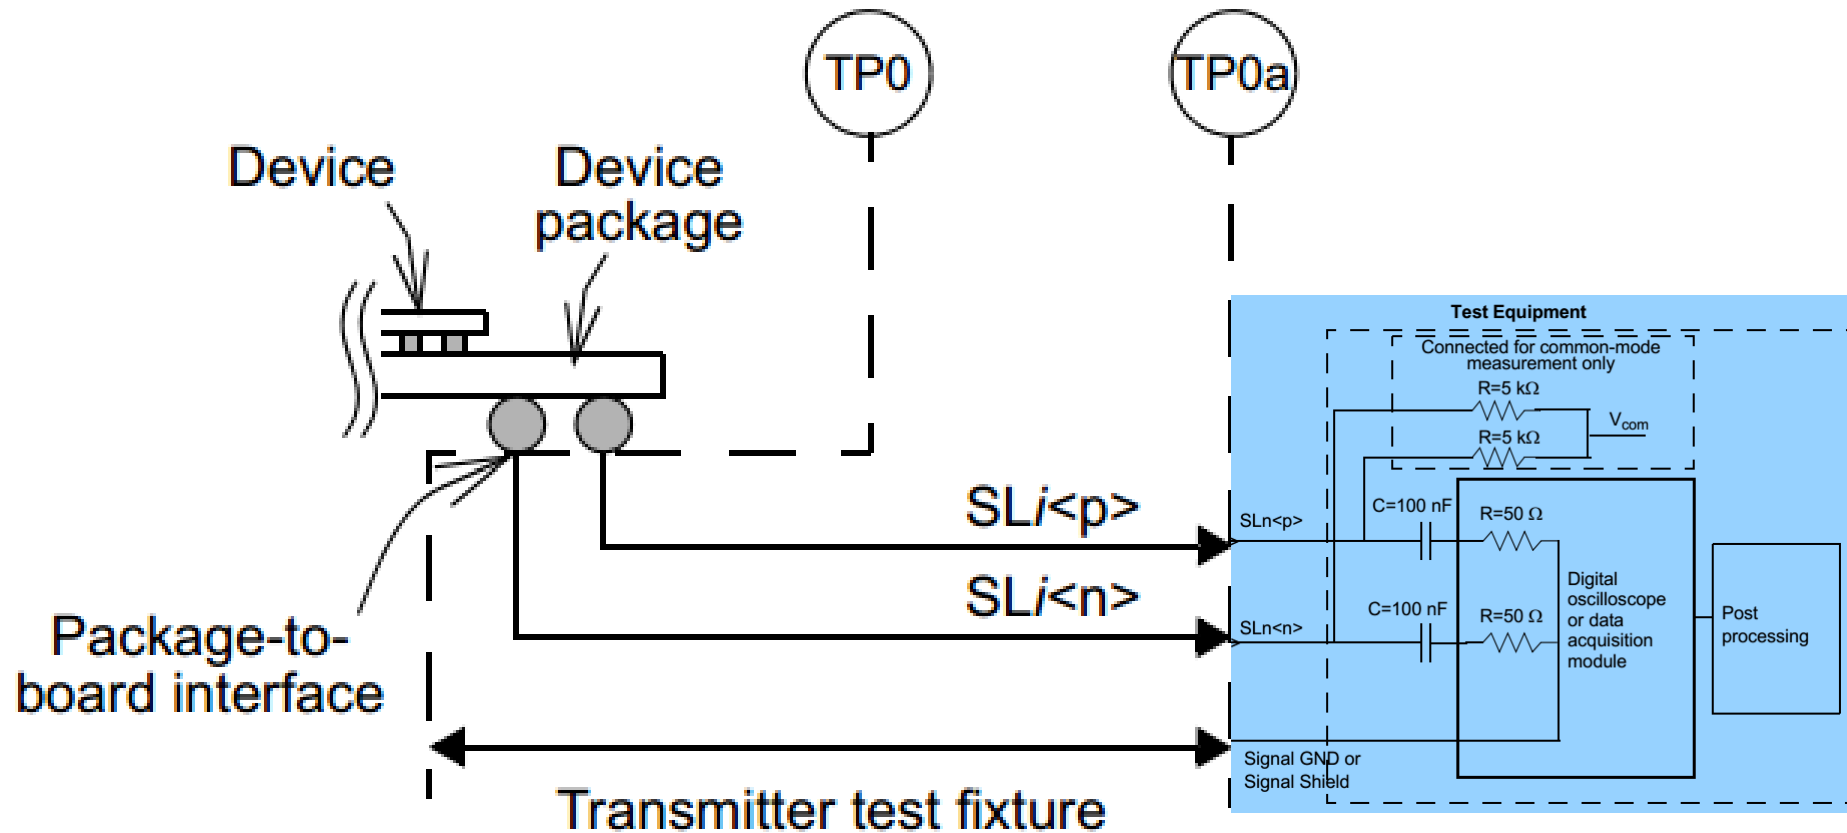 TP0
TP0a
Device
Device
package
Package-to-
board interface
SLi<p>
SLi<n>
Transmitter test fixture
Test Equipment
Connected for common-mode
measurement only
R=5 kΩ
R=5 kΩ
Vcom
SLn<p>
C=100 nF
R=50 Ω
SLn<n>
C=100 nF
R=50 Ω
Digital
oscilloscope
or data
acquisition
module
Post
processing
Signal GND or
Signal Shield